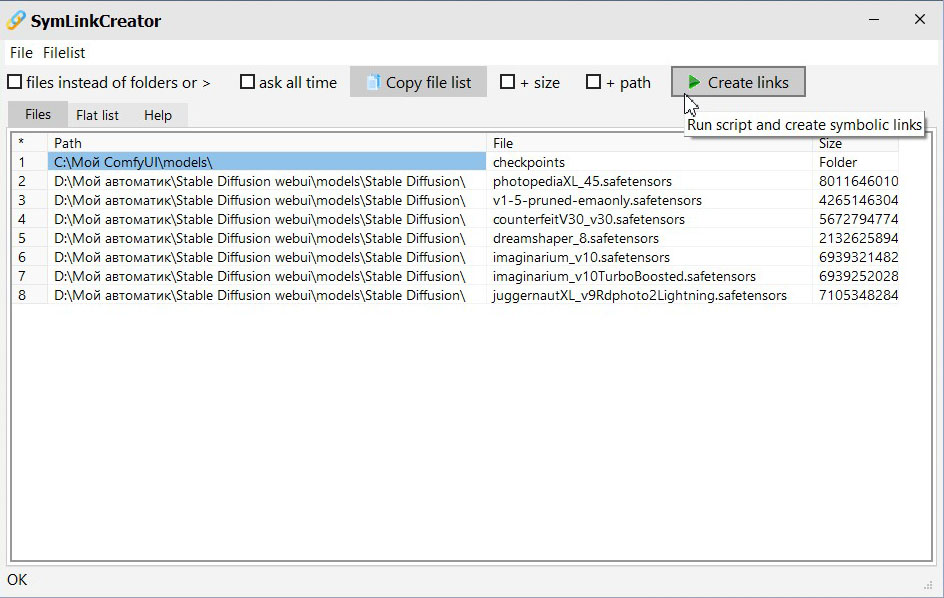 SymLinkCreator
File Filelist
files instead of folders or > ask all time Copy file list + size + path Create links
Files Flat list Help
Run script and create symbolic links
* Path File Size
1 C:\Мой ComfyUI\models\ checkpoints Folder
2 D:\Мой автоматик\Stable Diffusion webui\models\Stable Diffusion\ photopediaXL_45.safetensors 8011646010
3 D:\Мой автоматик\Stable Diffusion webui\models\Stable Diffusion\ v1-5-pruned-emaonly.safetensors 4265146304
4 D:\Мой автоматик\Stable Diffusion webui\models\Stable Diffusion\ counterfeitV30_v30.safetensors 5672794774
5 D:\Мой автоматик\Stable Diffusion webui\models\Stable Diffusion\ dreamshaper_8.safetensors 2132625894
6 D:\Мой автоматик\Stable Diffusion webui\models\Stable Diffusion\ imaginarium_v10.safetensors 6939321482
7 D:\Мой автоматик\Stable Diffusion webui\models\Stable Diffusion\ imaginarium_v10TurboBoosted.safetensors 6939252028
8 D:\Мой автоматик\Stable Diffusion webui\models\Stable Diffusion\ juggernautXL_v9Rdphoto2Lightning.safetensors 7105348284
OK